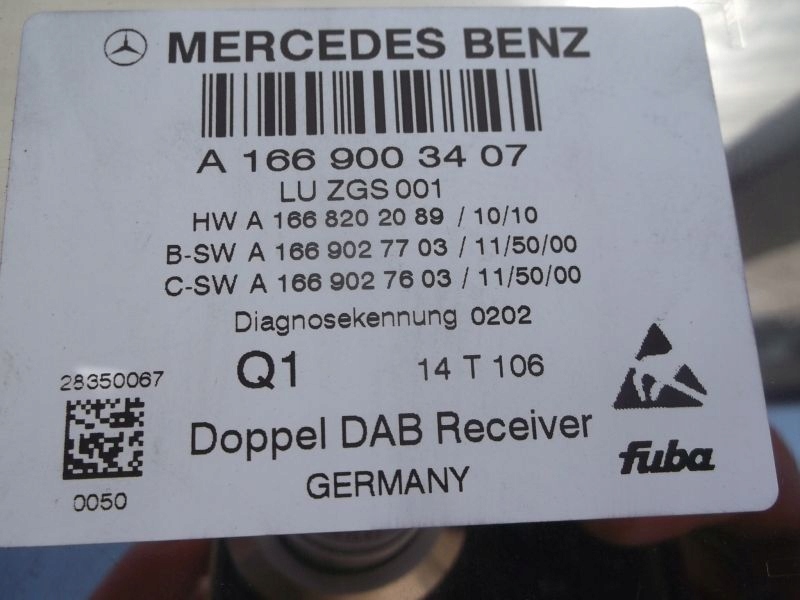 MERCEDES BENZ
A 166 900 34 07
LU ZGS 001
HW A 166 820 20 89 / 10/10
B-SW A 166 902 77 03 / 11/50/00
C-SW A 166 902 76 03 / 11/50/00
Diagnosekennung 0202
Q1 14 T 106
28350067
Doppel DAB Receiver
fuba
GERMANY
0050